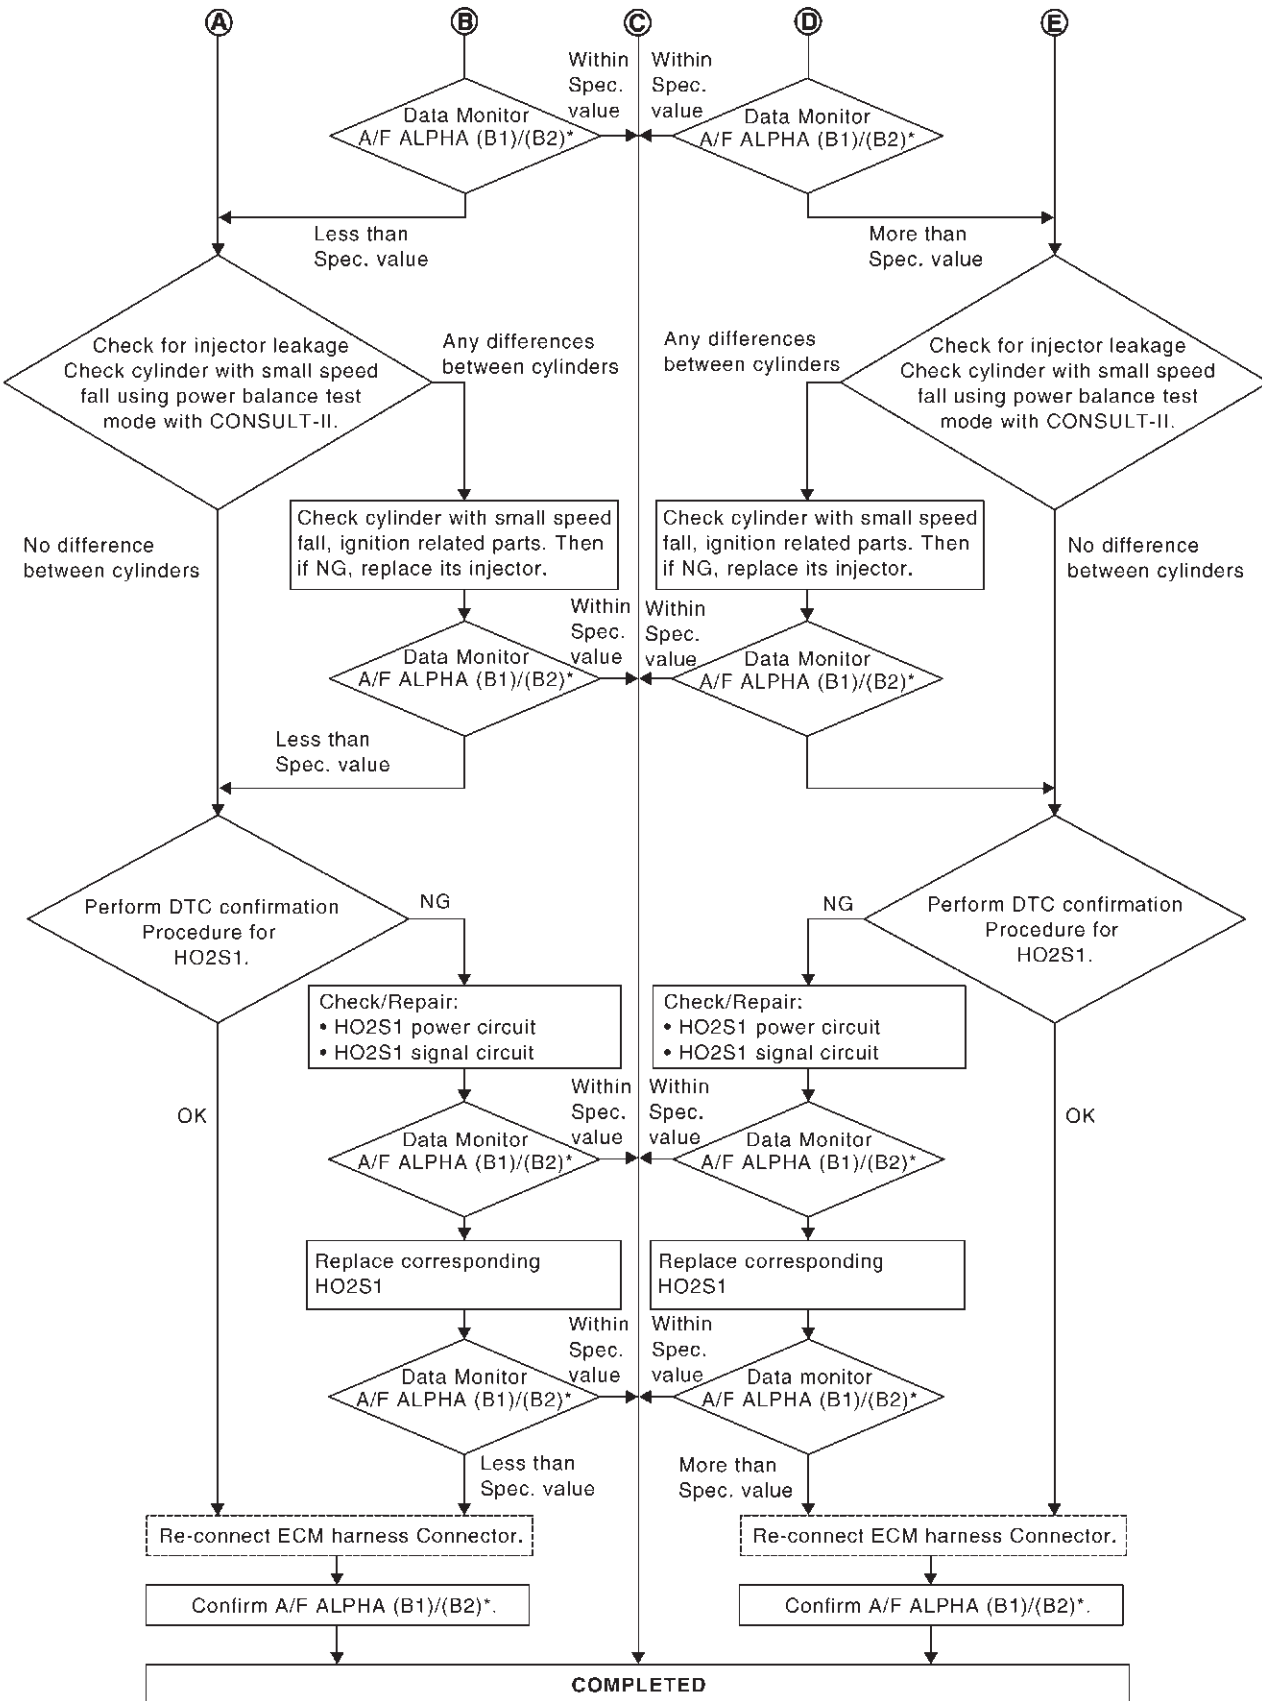 A
B
C
D
E
Within
Spec.
value
Within
Spec.
value
Data Monitor
A/F ALPHA (B1)/(B2)*
Data Monitor
A/F ALPHA (B1)/(B2)*
Less than
Spec. value
More than
Spec. value
Check for injector leakage
Check cylinder with small speed
fall using power balance test
mode with CONSULT-II.
Any differences
between cylinders
Any differences
between cylinders
Check for injector leakage
Check cylinder with small speed
fall using power balance test
mode with CONSULT-II.
No difference
between cylinders
Check cylinder with small speed
fall, ignition related parts. Then
if NG, replace its injector.
Check cylinder with small speed
fall, ignition related parts. Then
if NG, replace its injector.
No difference
between cylinders
Within
Spec.
value
Within
Spec.
value
Data Monitor
A/F ALPHA (B1)/(B2)*
Data Monitor
A/F ALPHA (B1)/(B2)*
Less than
Spec. value
Perform DTC confirmation
Procedure for
HO2S1.
NG
NG
Perform DTC confirmation
Procedure for
HO2S1.
Check/Repair:
• HO2S1 power circuit
• HO2S1 signal circuit
Check/Repair:
• HO2S1 power circuit
• HO2S1 signal circuit
OK
Within
Spec.
value
Within
Spec.
value
OK
Data Monitor
A/F ALPHA (B1)/(B2)*
Data Monitor
A/F ALPHA (B1)/(B2)*
Replace corresponding
HO2S1
Replace corresponding
HO2S1
Within
Spec.
value
Within
Spec.
value
Data Monitor
A/F ALPHA (B1)/(B2)*
Data monitor
A/F ALPHA (B1)/(B2)*
Less than
Spec. value
More than
Spec. value
Re-connect ECM harness Connector.
Re-connect ECM harness Connector.
Confirm A/F ALPHA (B1)/(B2)*.
Confirm A/F ALPHA (B1)/(B2)*.
COMPLETED